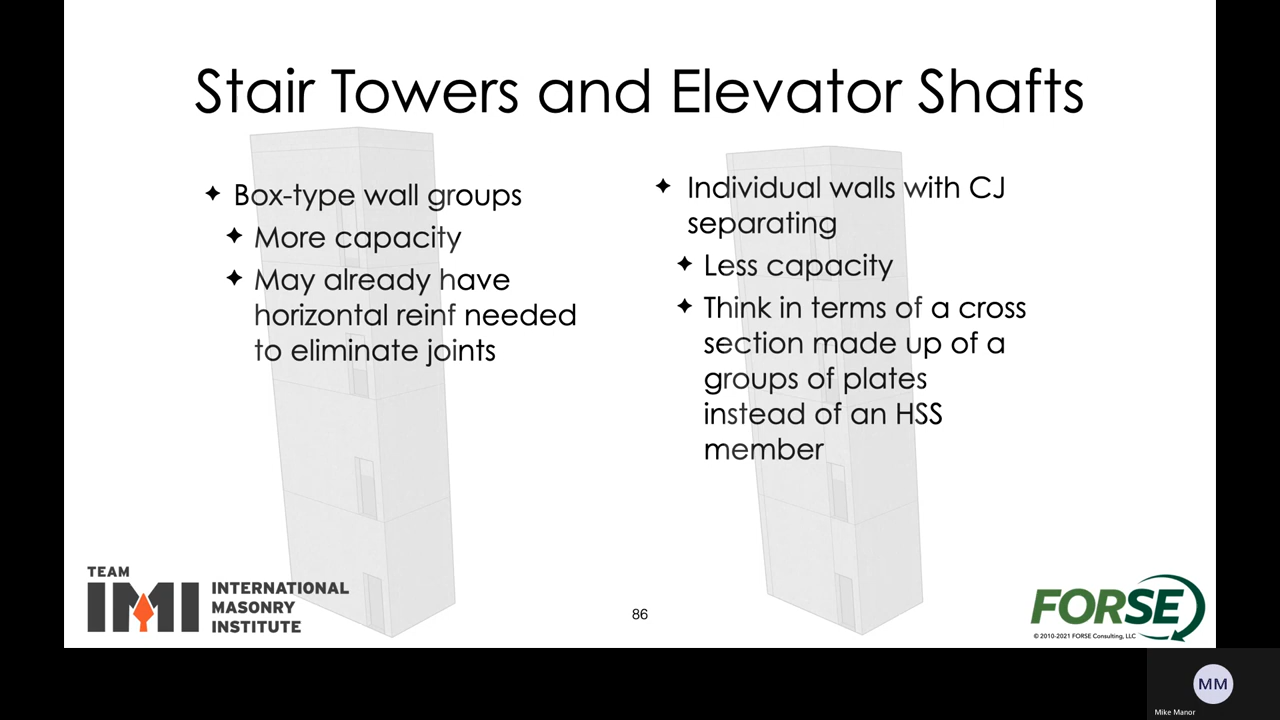 Stair Towers and Elevator Shafts
Box-type wall groups
More capacity
May already have
horizontal reinf needed
to eliminate joints
Individual walls with CJ
separating
Less capacity
Think in terms of a cross
section made up of a
groups of plates
instead of an HSS
member
TEAM
IMI
INTERNATIONAL
MASONRY
INSTITUTE
86
FORSE
© 2010-2021 FORSE Consulting, LLC
MM
Mike Manor